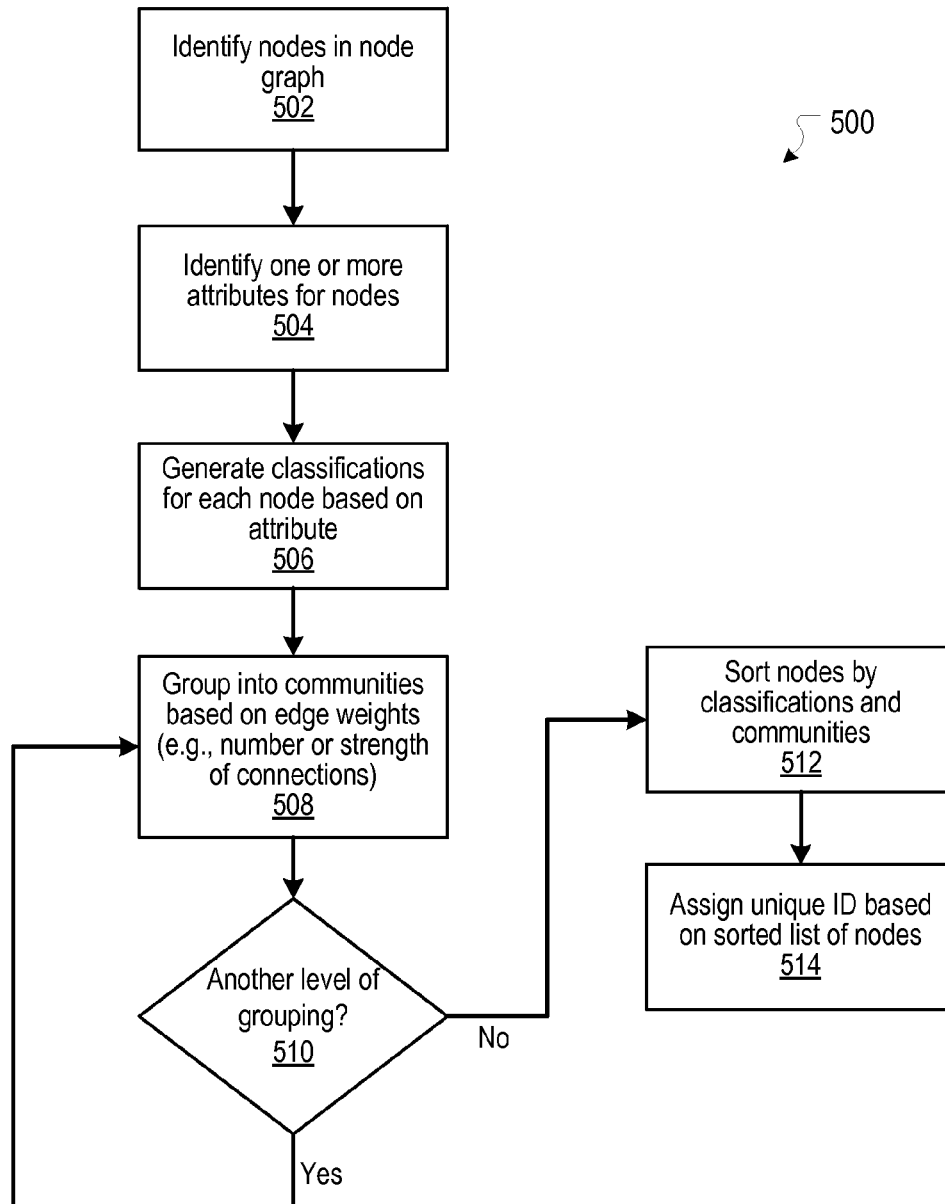 Identify nodes in node
graph
502
500
Identify one or more
attributes for nodes
504
Generate classifications
for each node based on
attribute
506
Group into communities
based on edge weights
(e.g., number or strength
of connections)
508
Another level of
grouping?
510
Yes
No
Sort nodes by
classifications and
communities
512
Assign unique ID based
on sorted list of nodes
514